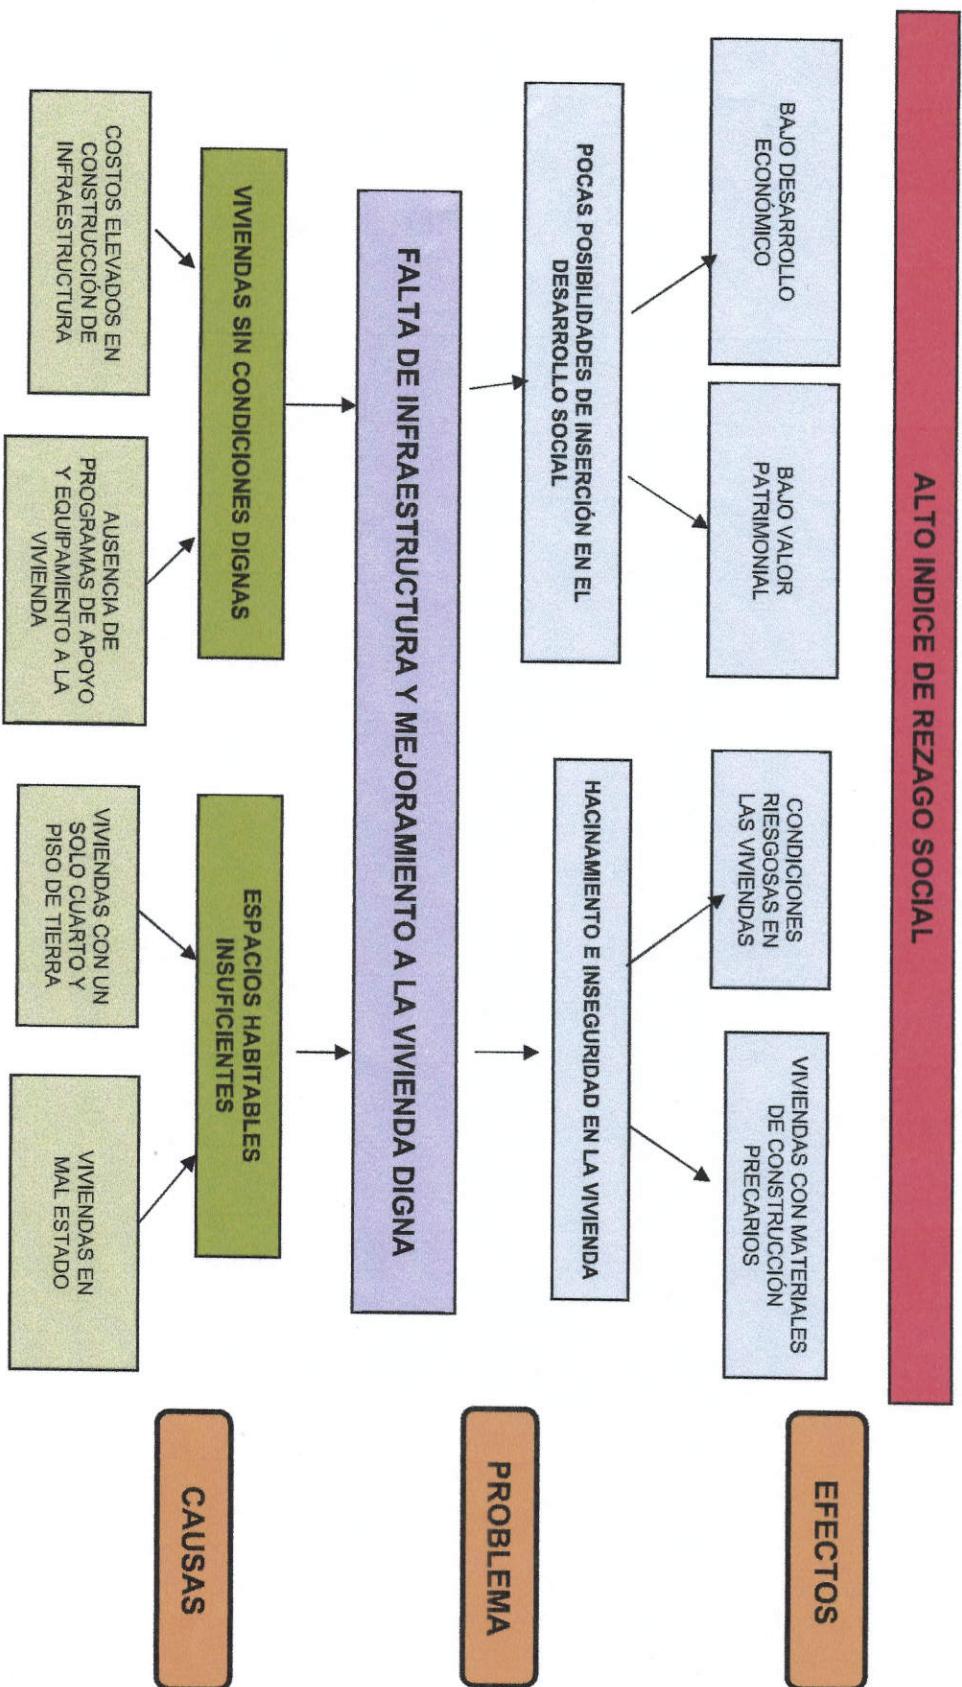 ALTO INDICE DE REZAGO SOCIAL
BAJO DESARROLLO
ECONÓMICO
BAJO VALOR
PATRIMONIAL
CONDICIONES
RIESGOSAS EN
LAS VIVIENDAS
VIVIENDAS CON MATERIALES
DE CONSTRUCCIÓN
PRECARIOS
EFECTOS
POCAS POSIBILIDADES DE INSERCIÓN EN EL
DESARROLLO SOCIAL
HACINAMIENTO E INSEGURIDAD EN LA VIVIENDA
FALTA DE INFRAESTRUCTURA Y MEJORAMIENTO A LA VIVIENDA DIGNA
PROBLEMA
VIVIENDAS SIN CONDICIONES DIGNAS
ESPACIOS HABITABLES
INSUFICIENTES
CAUSAS
COSTOS ELEVADOS EN
CONSTRUCCIÓN DE
INFRAESTRUCTURA
AUSENCIA DE
PROGRAMAS DE APOYO
Y EQUIPAMIENTO A LA
VIVIENDA
VIVIENDAS CON UN
SOLO CUARTO Y
PISO DE TIERRA
VIVIENDAS EN
MAL ESTADO